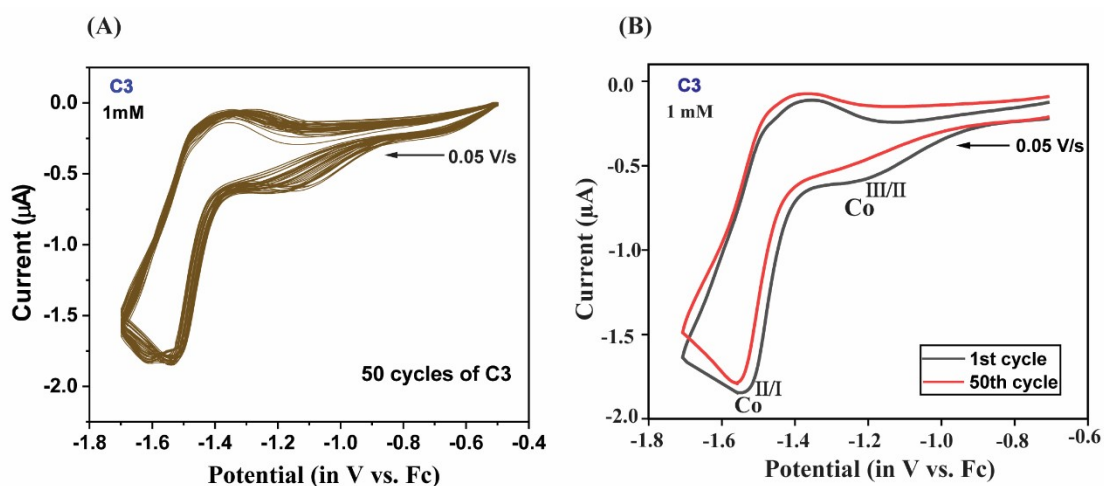 (A)
C3
1mM
0.05 V/s
50 cycles of C3
0.0
-0.5
-1.0
-1.5
-2.0
Current (µA)
-1.8 -1.6 -1.4 -1.2 -1.0 -0.8 -0.6 -0.4
Potential (in V vs. Fc)
(B)
C3
1 mM
0.05 V/s
Co III/II
Co II/I
1st cycle
50th cycle
0.0
-0.5
-1.0
-1.5
-2.0
Current (µA)
-1.8 -1.6 -1.4 -1.2 -1.0 -0.8 -0.6
Potential (in V vs. Fc)